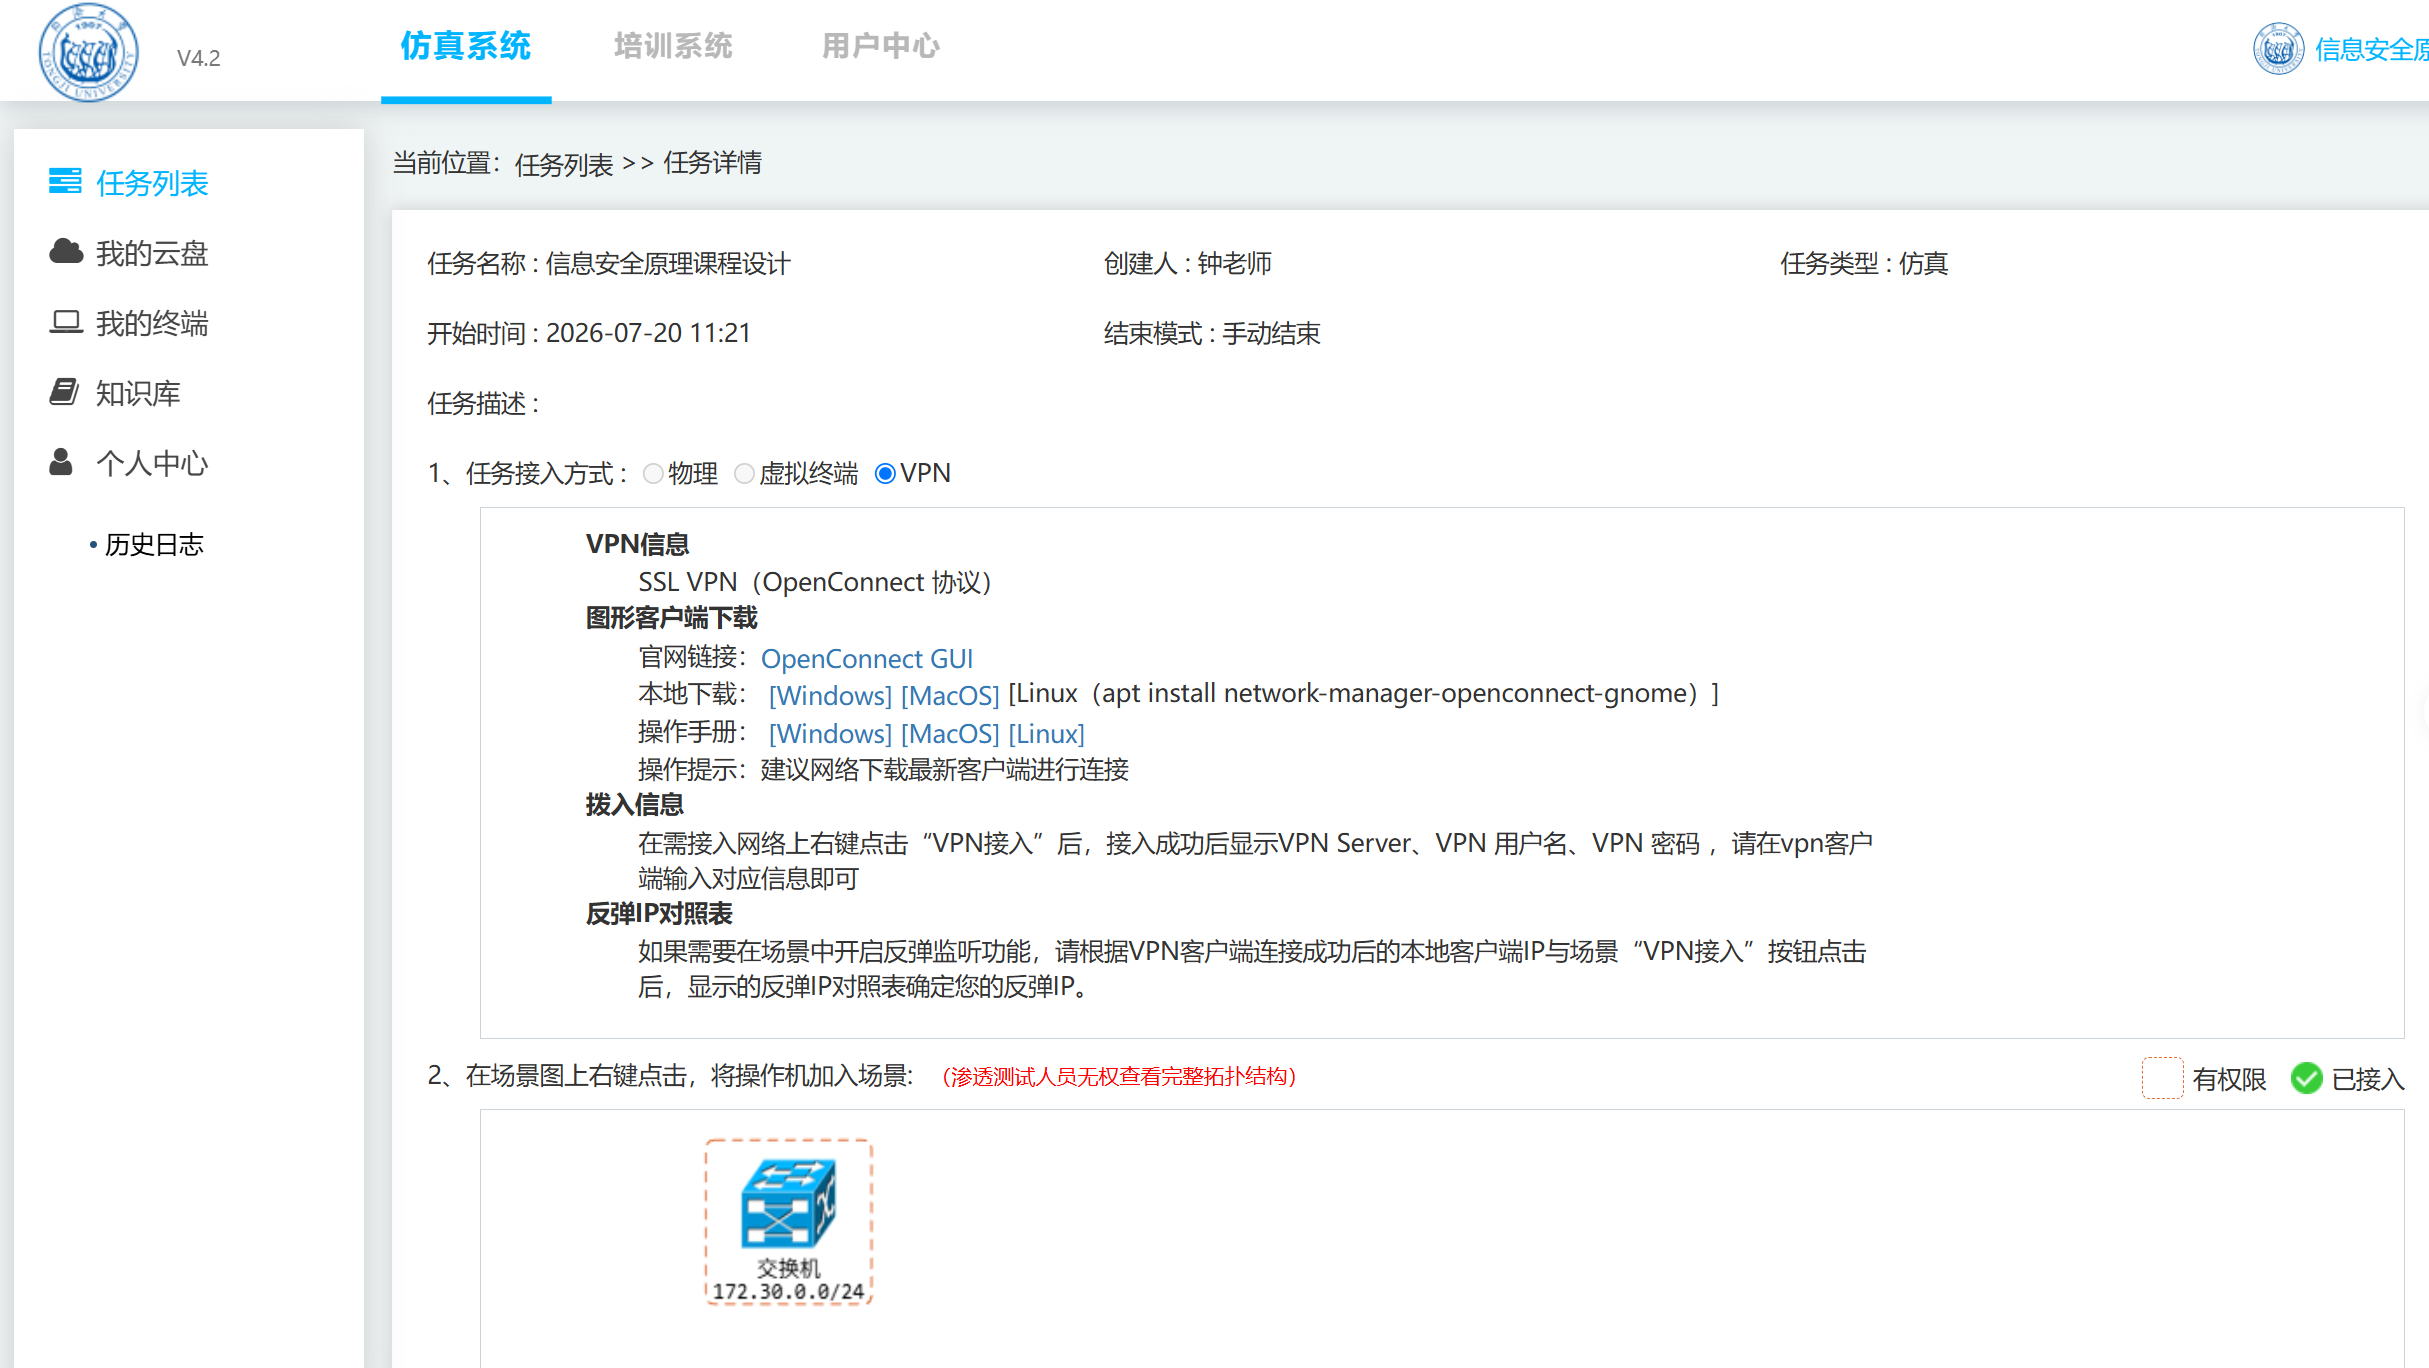 V4.2
仿真系统
培训系统
用户中心
信息安全原
任务列表
我的云盘
我的终端
知识库
个人中心
• 历史日志
当前位置：任务列表 >> 任务详情
任务名称 : 信息安全原理课程设计
创建人 : 钟老师
任务类型 : 仿真
开始时间 : 2026-07-20 11:21
结束模式 : 手动结束
任务描述 :
1、任务接入方式 : 物理 虚拟终端 VPN
VPN信息
SSL VPN（OpenConnect 协议）
图形客户端下载
官网链接：OpenConnect GUI
本地下载： [Windows] [MacOS] [Linux（apt install network-manager-openconnect-gnome）]
操作手册： [Windows] [MacOS] [Linux]
操作提示：建议网络下载最新客户端进行连接
拨入信息
在需接入网络上右键点击“VPN接入”后，接入成功后显示VPN Server、VPN 用户名、VPN 密码 ，请在vpn客户
端输入对应信息即可
反弹IP对照表
如果需要在场景中开启反弹监听功能，请根据VPN客户端连接成功后的本地客户端IP与场景“VPN接入”按钮点击
后，显示的反弹IP对照表确定您的反弹IP。
2、在场景图上右键点击，将操作机加入场景: （渗透测试人员无权查看完整拓扑结构）
有权限
已接入
交换机
172.30.0.0/24